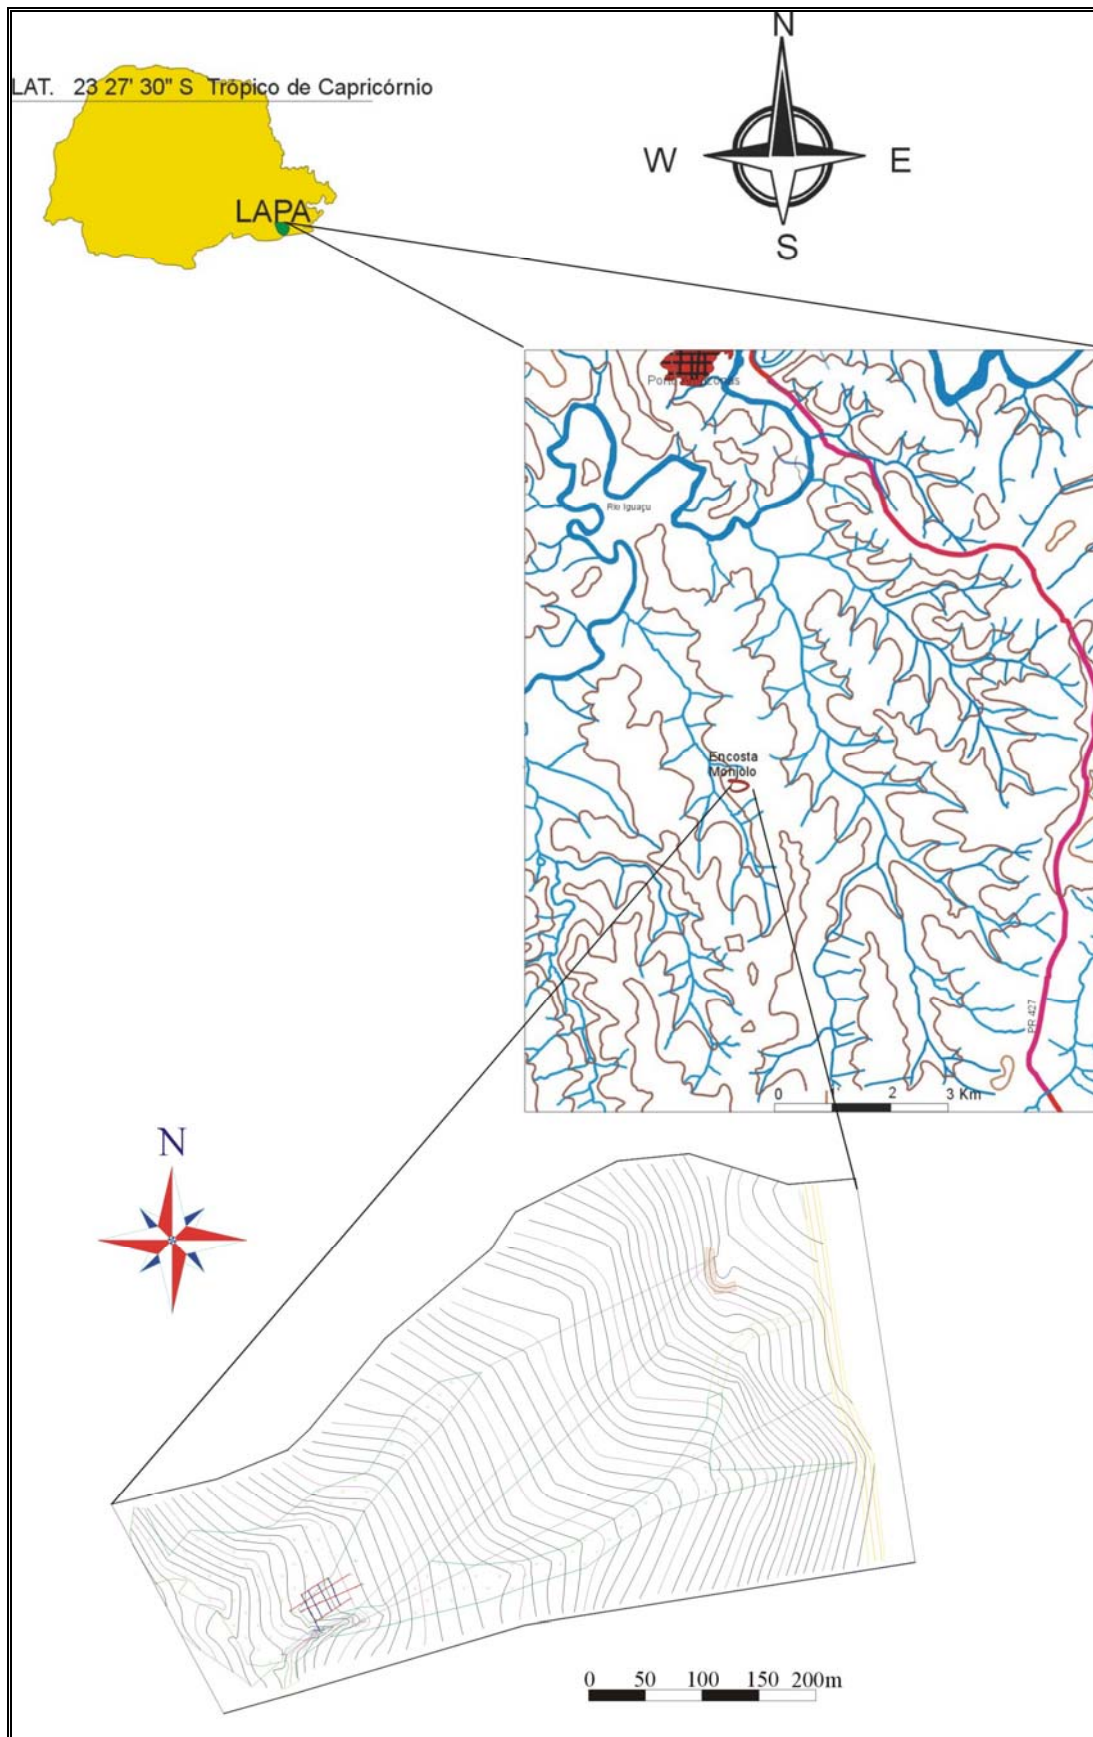 N
LAT. 23 27' 30" S Trópico de Capricórnio
W E
LAPA
S
Rio Iguaçu
Encosta
Monjolo
PR 427
0 1 2 3 Km
N
0 50 100 150 200m